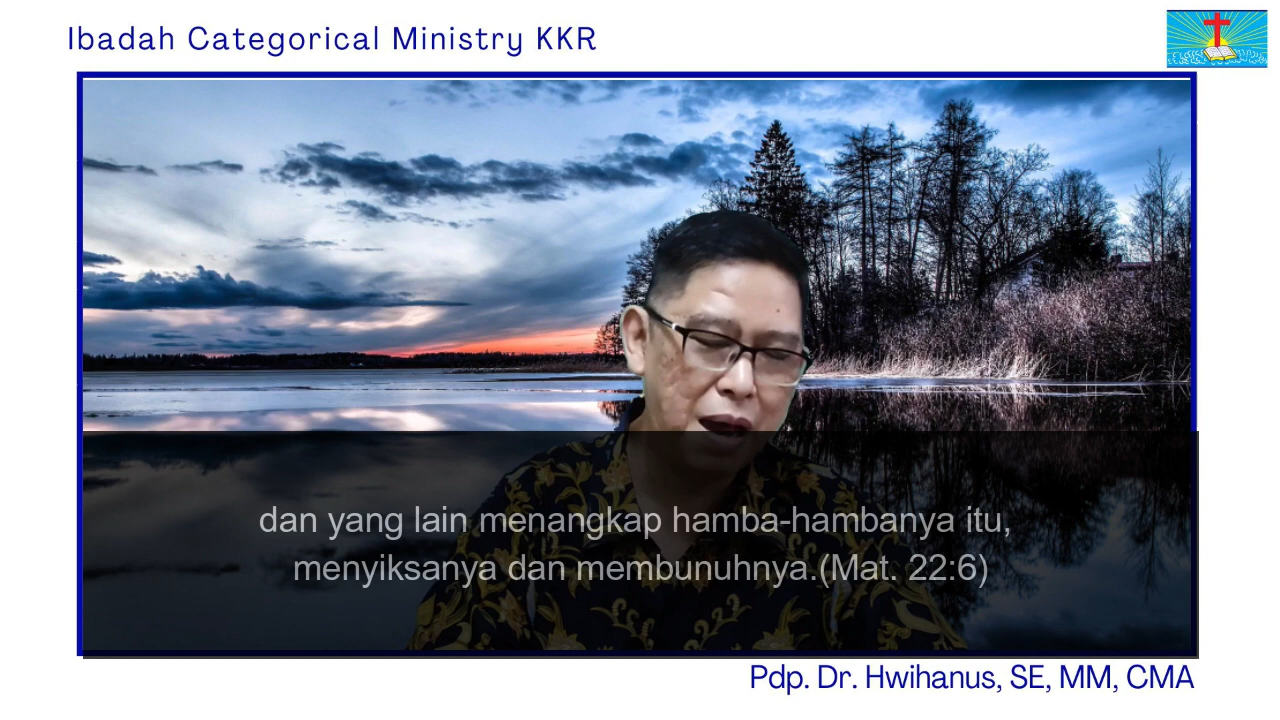 Ibadah Categorical Ministry KKR
dan yang lain menangkap hamba-hambanya itu,
menyiksanya dan membunuhnya.(Mat. 22:6)
Pdp. Dr. Hwihanus, SE, MM, CMA